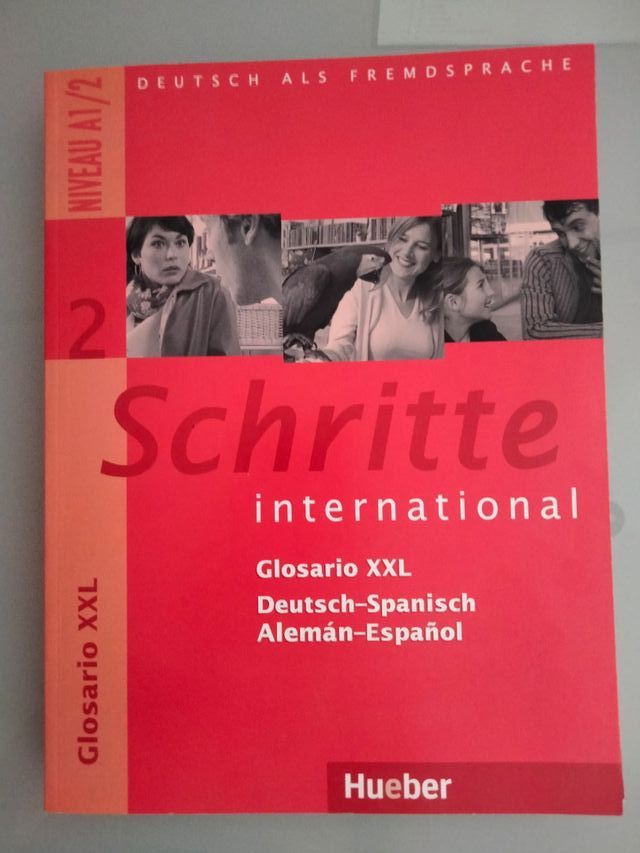 DEUTSCH ALS FREMDSPRACHE
NIVEAU A1/2
2
Schritte
international
Glosario XXL
Deutsch–Spanisch
Alemán–Español
Glosario XXL
Hueber